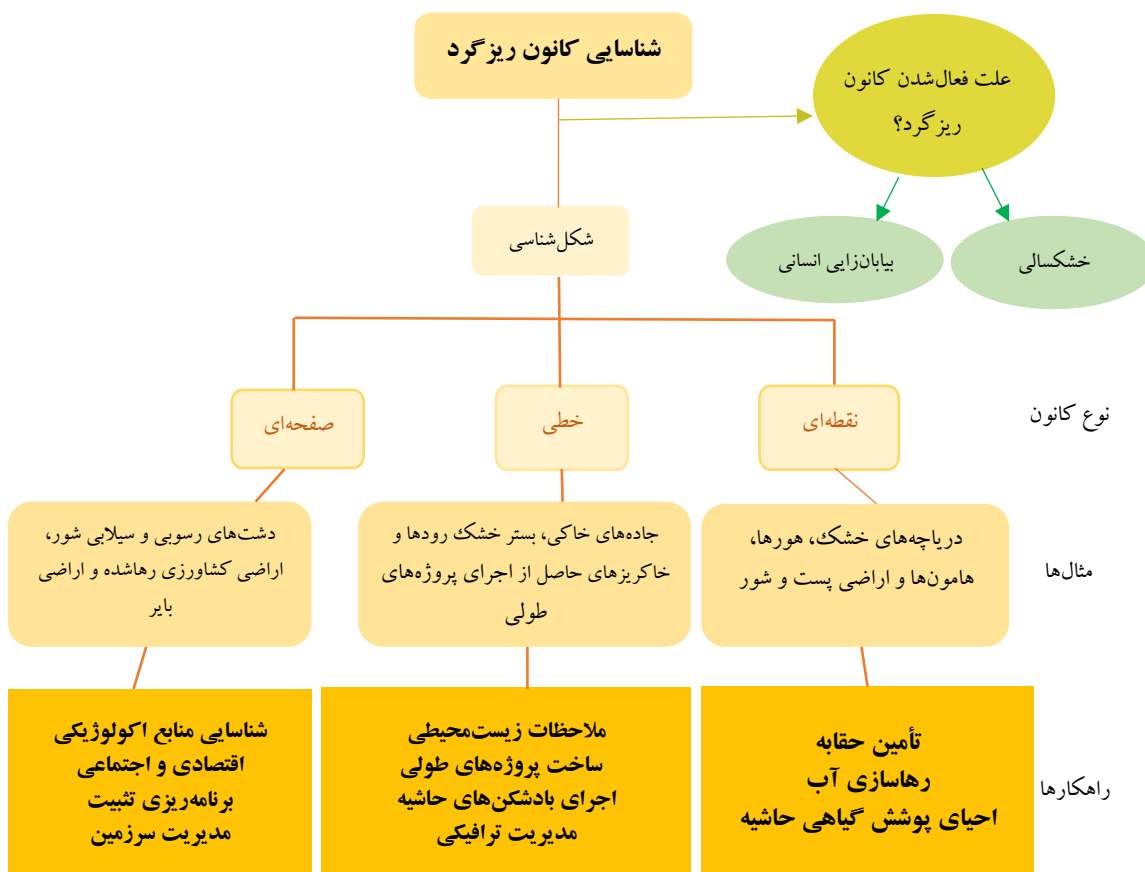 شناسایی کانون ریزگرد
علت فعال‌شدن کانون
ریزگرد؟
شکل‌شناسی
خشکسالی
بیابان‌زایی انسانی
نوع کانون
نقطه‌ای
خطی
صفحه‌ای
مثال‌ها
دریاچه‌های خشک، هورها،
هامون‌ها و اراضی پست و شور
جاده‌های خاکی، بستر خشک رودها و
خاکریزهای حاصل از اجرای پروژه‌های
طولی
دشت‌های رسوبی و سیلابی شور،
اراضی کشاورزی رهاشده و اراضی
بایر
راهکارها
تأمین حقابه
رهاسازی آب
احیای پوشش گیاهی حاشیه
ملاحظات زیست‌محیطی
ساخت پروژه‌های طولی
اجرای بادشکن‌های حاشیه
مدیریت ترافیکی
شناسایی منابع اکولوژیکی
اقتصادی و اجتماعی
برنامه‌ریزی تثبیت
مدیریت سرزمین